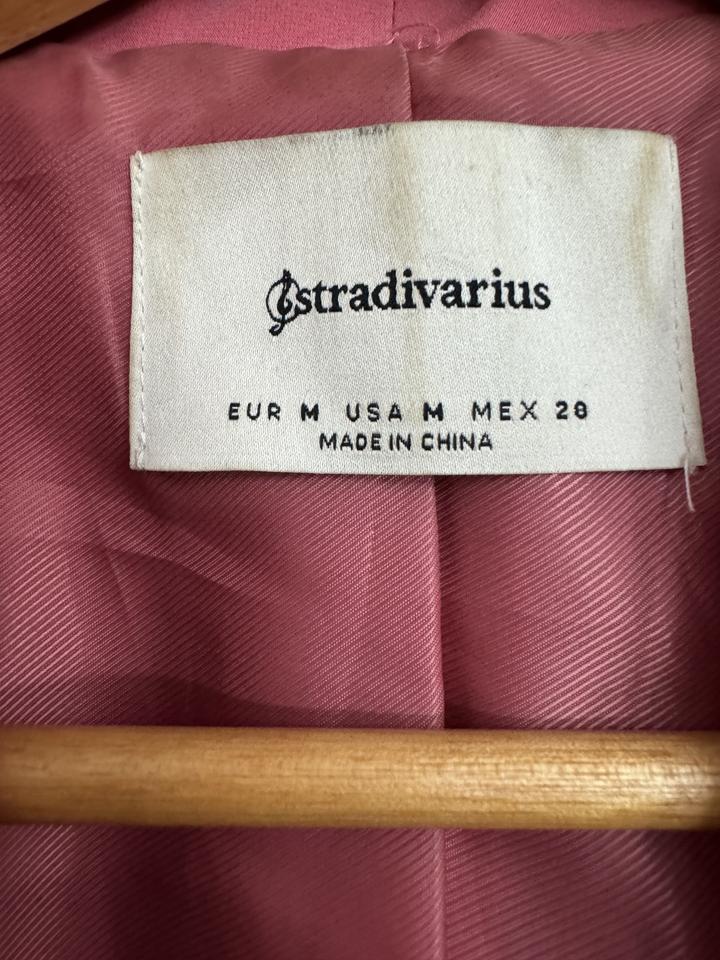 stradivarius
EUR M USA M MEX 28
MADE IN CHINA